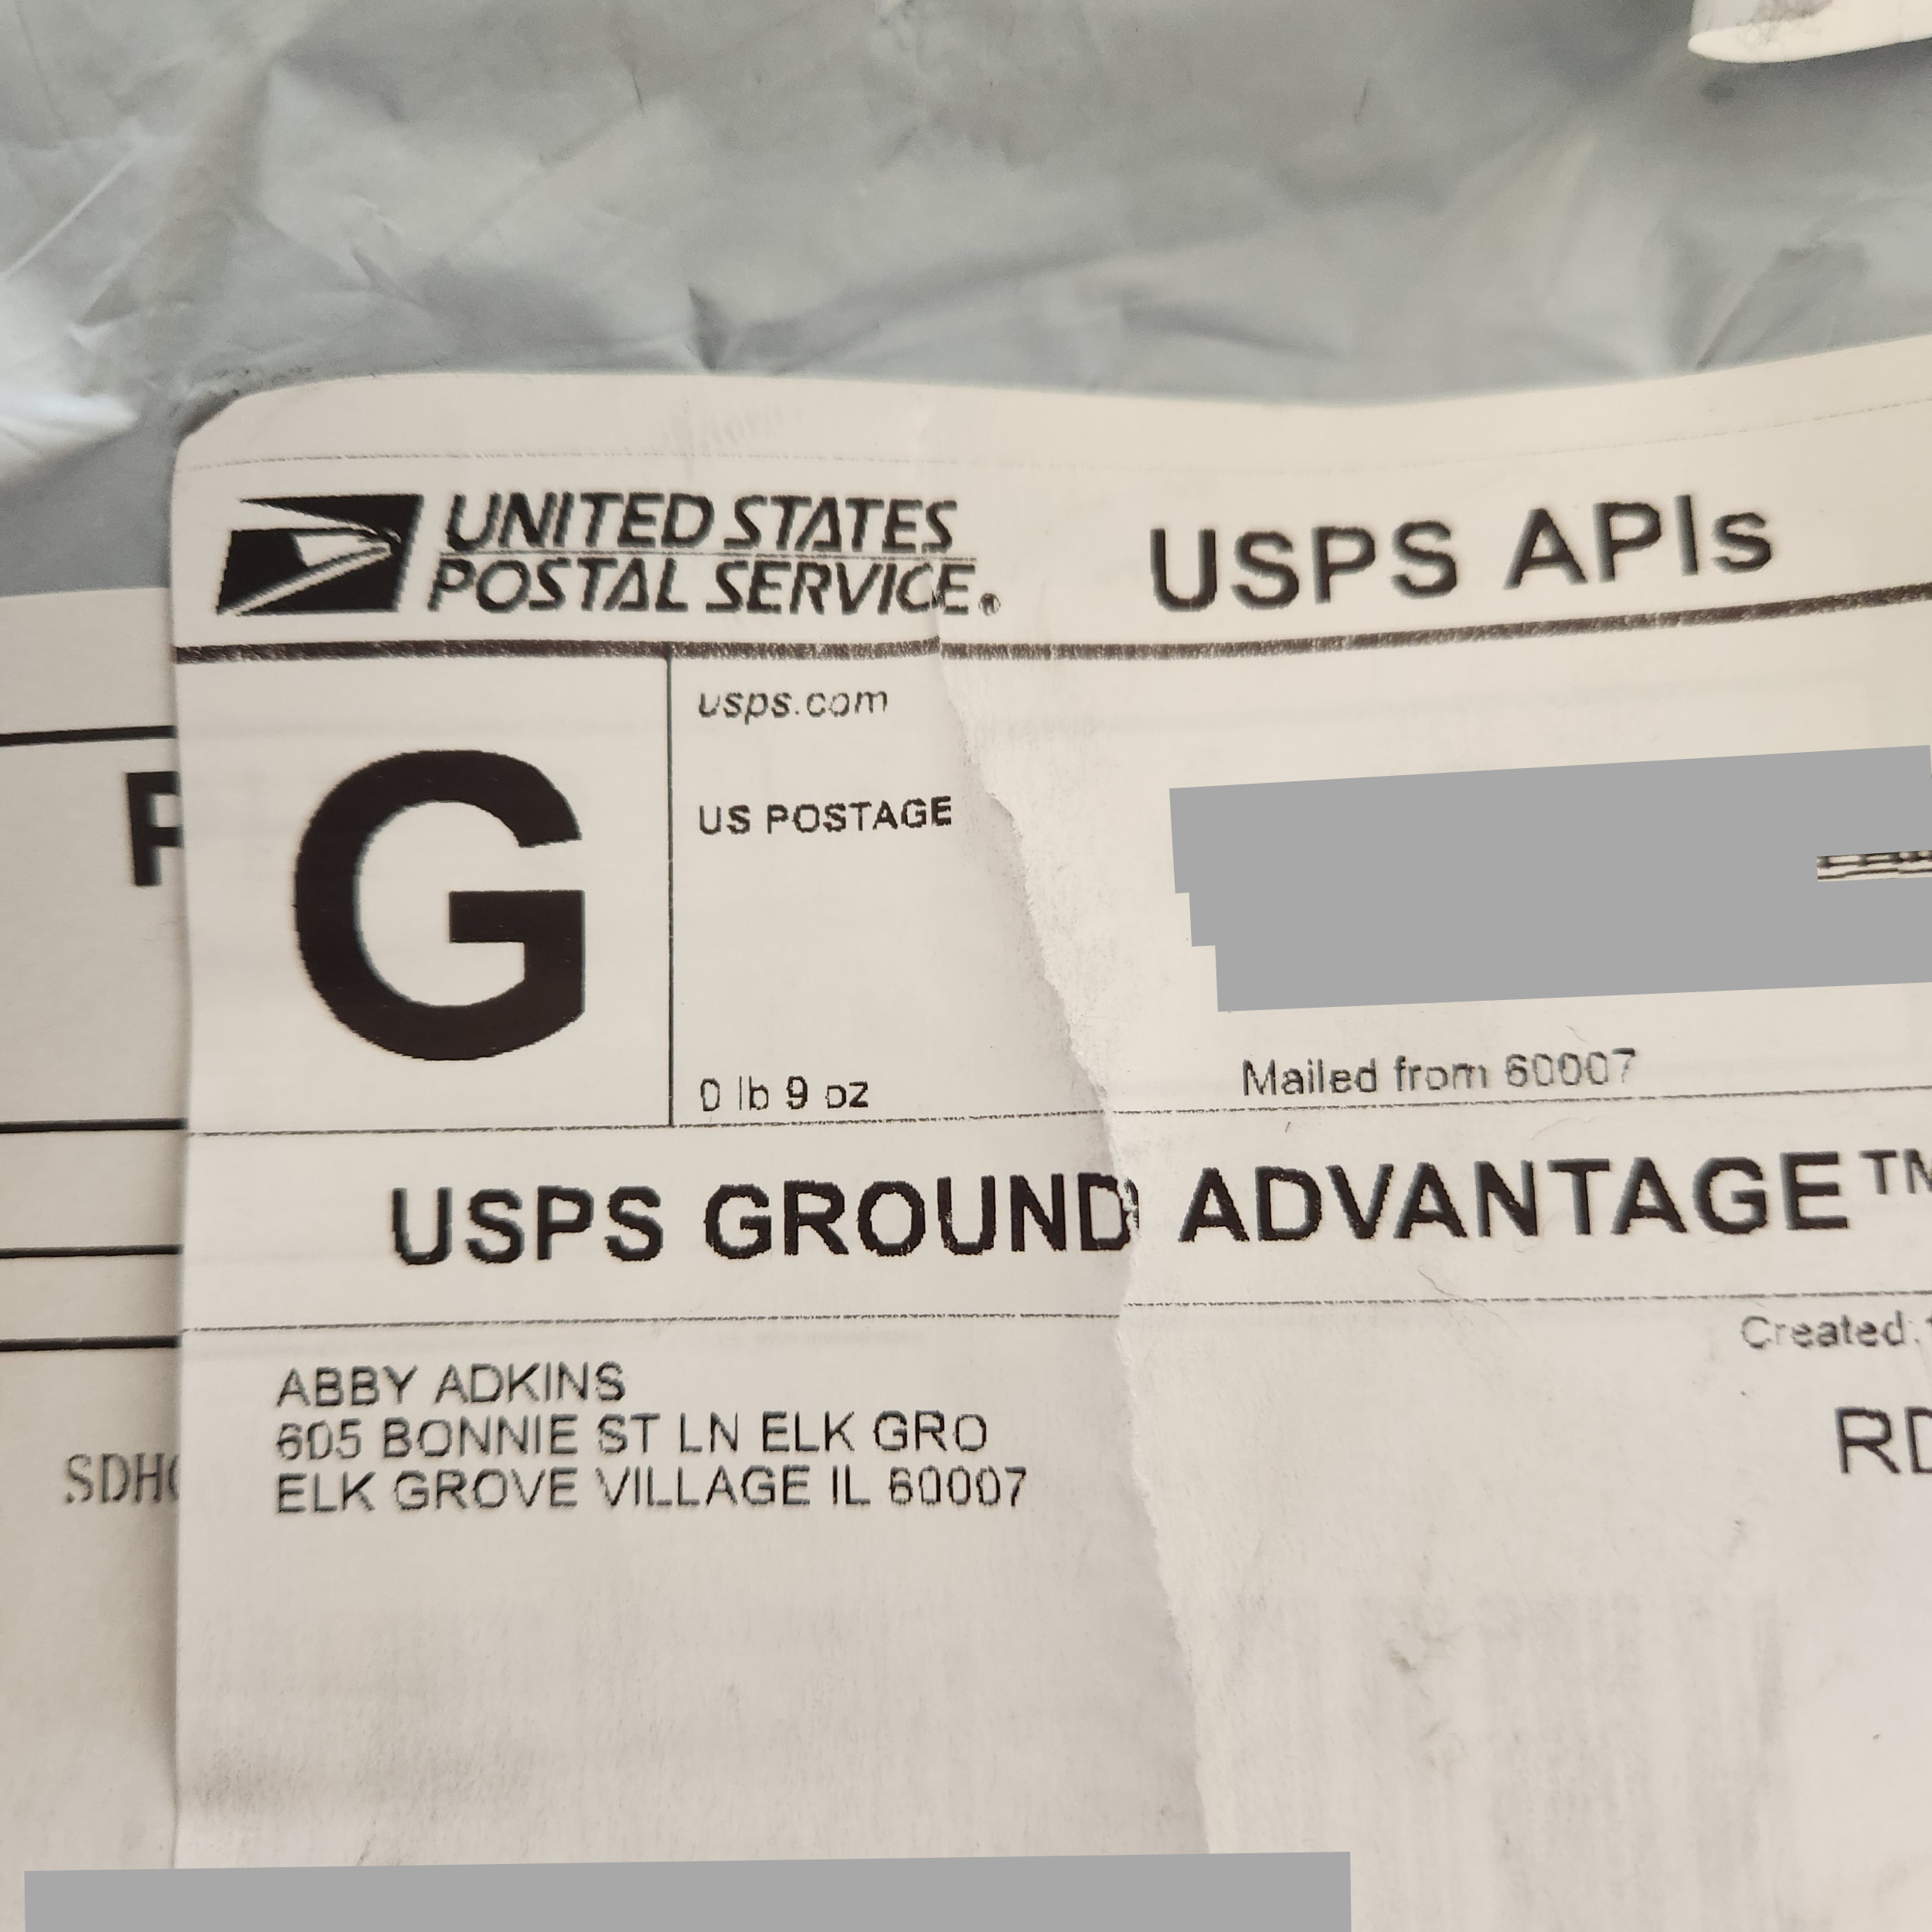 UNITED STATES
POSTAL SERVICE®
USPS APIs
usps.com
G
US POSTAGE
0 lb 9 oz
Mailed from 60007
USPS GROUND ADVANTAGE™
Created:
ABBY ADKINS
605 BONNIE ST LN ELK GRO
ELK GROVE VILLAGE IL 60007